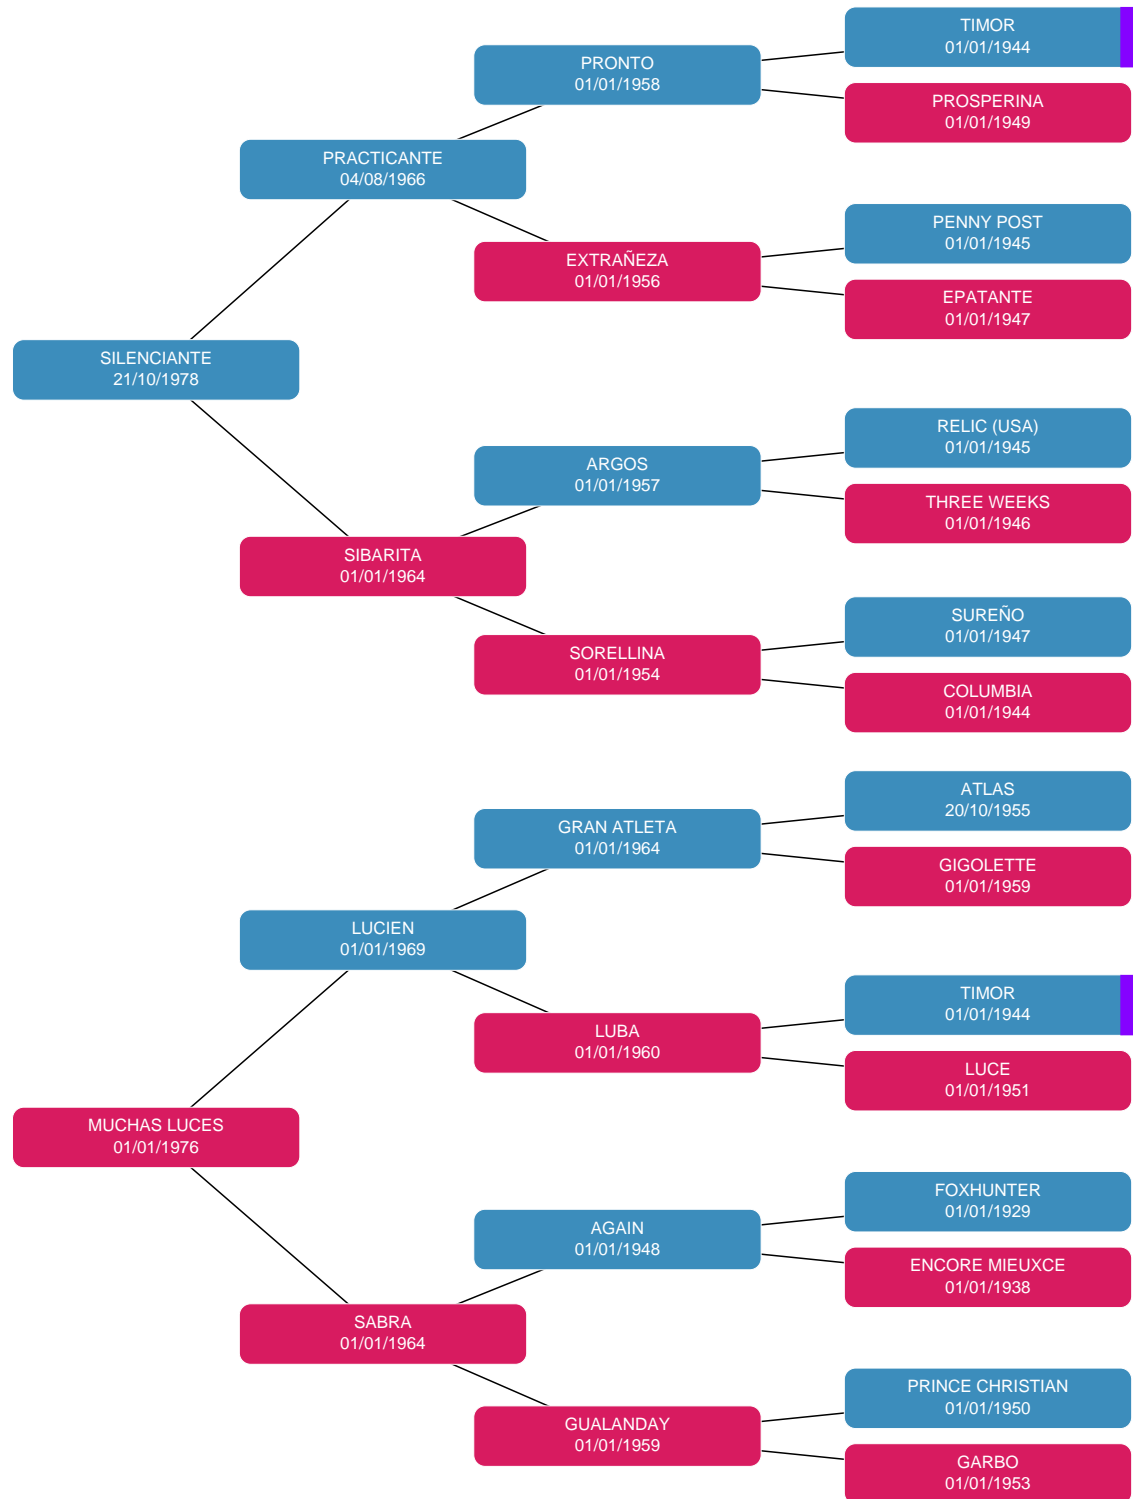 TIMOR
01/01/1944
PRONTO
01/01/1958
PROSPERINA
01/01/1949
PRACTICANTE
04/08/1966
PENNY POST
01/01/1945
EXTRAÑEZA
01/01/1956
EPATANTE
01/01/1947
SILENCIANTE
21/10/1978
RELIC (USA)
01/01/1945
ARGOS
01/01/1957
THREE WEEKS
01/01/1946
SIBARITA
01/01/1964
SUREÑO
01/01/1947
SORELLINA
01/01/1954
COLUMBIA
01/01/1944
ATLAS
20/10/1955
GRAN ATLETA
01/01/1964
GIGOLETTE
01/01/1959
LUCIEN
01/01/1969
TIMOR
01/01/1944
LUBA
01/01/1960
LUCE
01/01/1951
MUCHAS LUCES
01/01/1976
FOXHUNTER
01/01/1929
AGAIN
01/01/1948
ENCORE MIEUXCE
01/01/1938
SABRA
01/01/1964
PRINCE CHRISTIAN
01/01/1950
GUALANDAY
01/01/1959
GARBO
01/01/1953